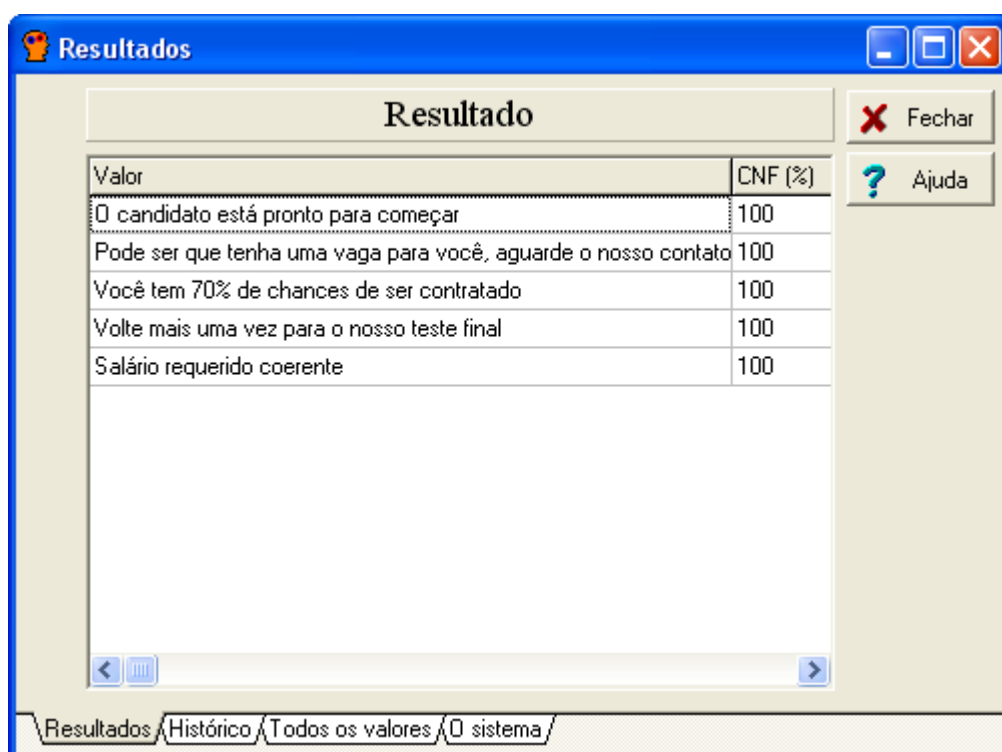 Resultados
Resultado
Fechar
Ajuda
Valor CNF (%)
O candidato está pronto para começar 100
Pode ser que tenha uma vaga para você, aguarde o nosso contato 100
Você tem 70% de chances de ser contratado 100
Volte mais uma vez para o nosso teste final 100
Salário requerido coerente 100
Resultados Histórico Todos os valores O sistema